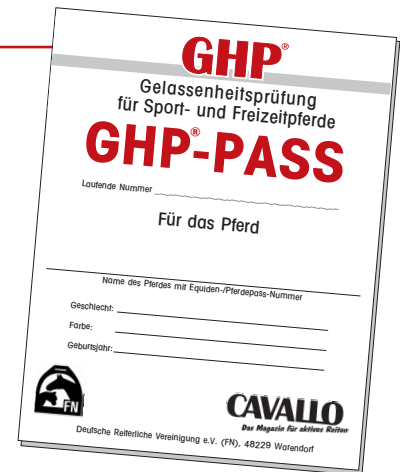 GHP®
Gelassenheitsprüfung
für Sport- und Freizeitpferde
GHP®-PASS
Laufende Nummer
Für das Pferd
Name des Pferdes mit Equiden-/Pferdepass-Nummer
Geschlecht:
Farbe:
Geburtsjahr:
FN
CAVALLO
Das Magazin für aktives Reiten
Deutsche Reiterliche Vereinigung e.V. (FN), 48229 Warendorf